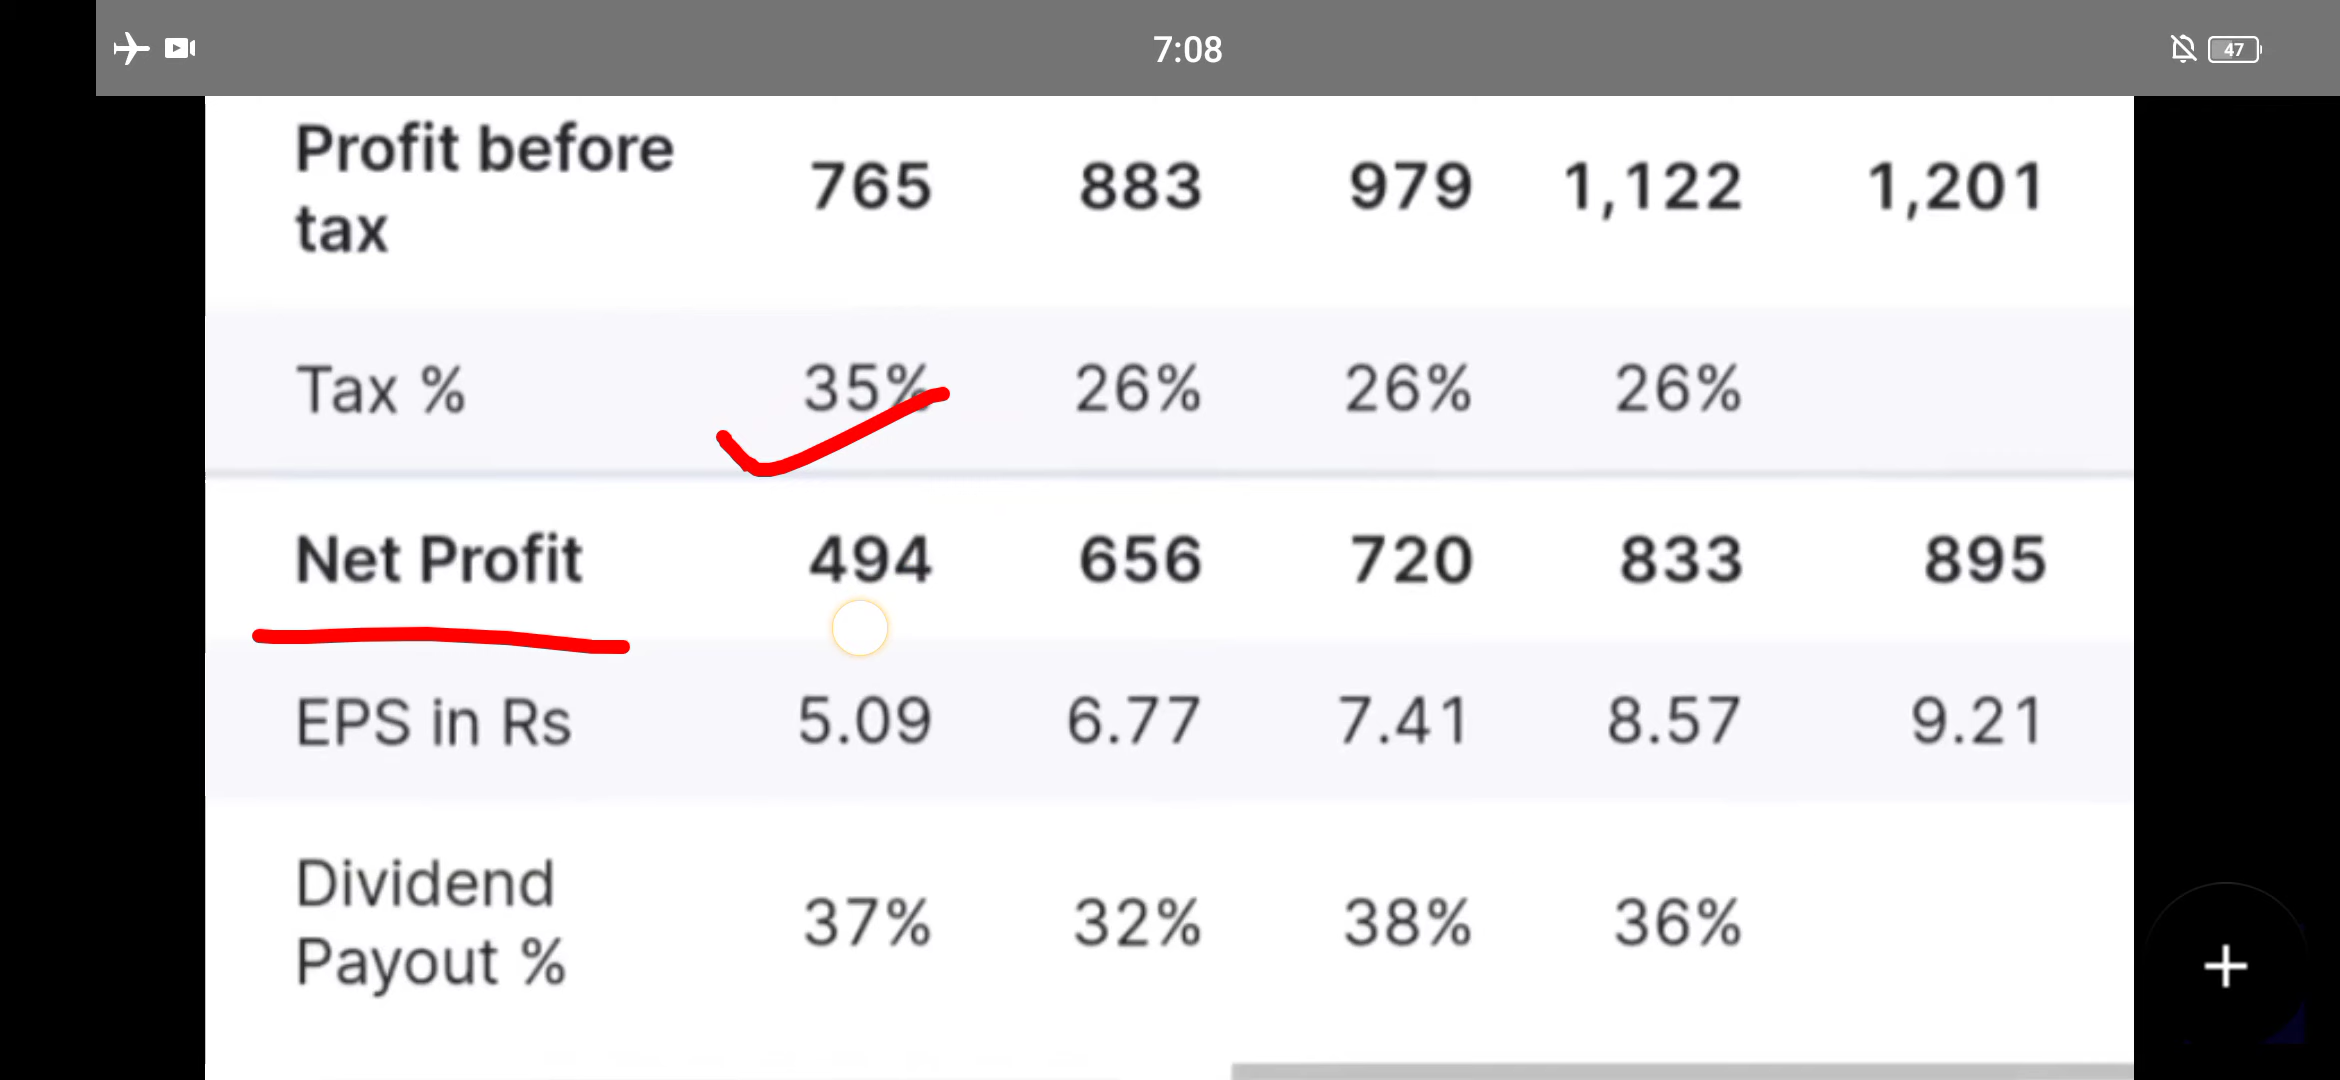 7:08
47
Profit before tax 765 883 979 1,122 1,201
Tax % 35% 26% 26% 26%
Net Profit 494 656 720 833 895
EPS in Rs 5.09 6.77 7.41 8.57 9.21
Dividend Payout % 37% 32% 38% 36%